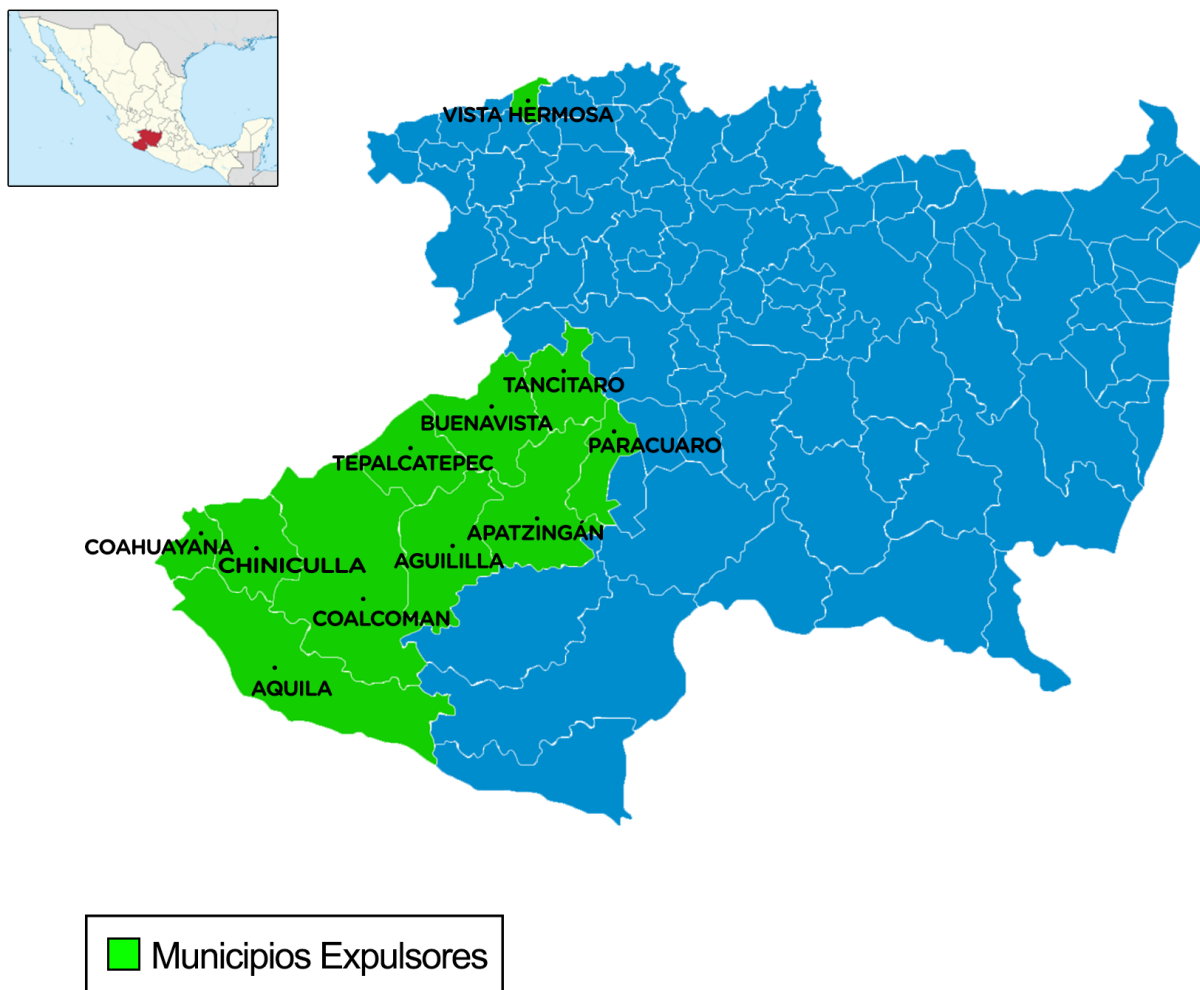 VISTA HERMOSA
TANCITARO
BUENAVISTA
PARACUARO
TEPALCATEPEC
APATZINGÁN
COAHUAYANA
AGUILILLA
CHINICULLA
COALCOMAN
AQUILA
Municipios Expulsores